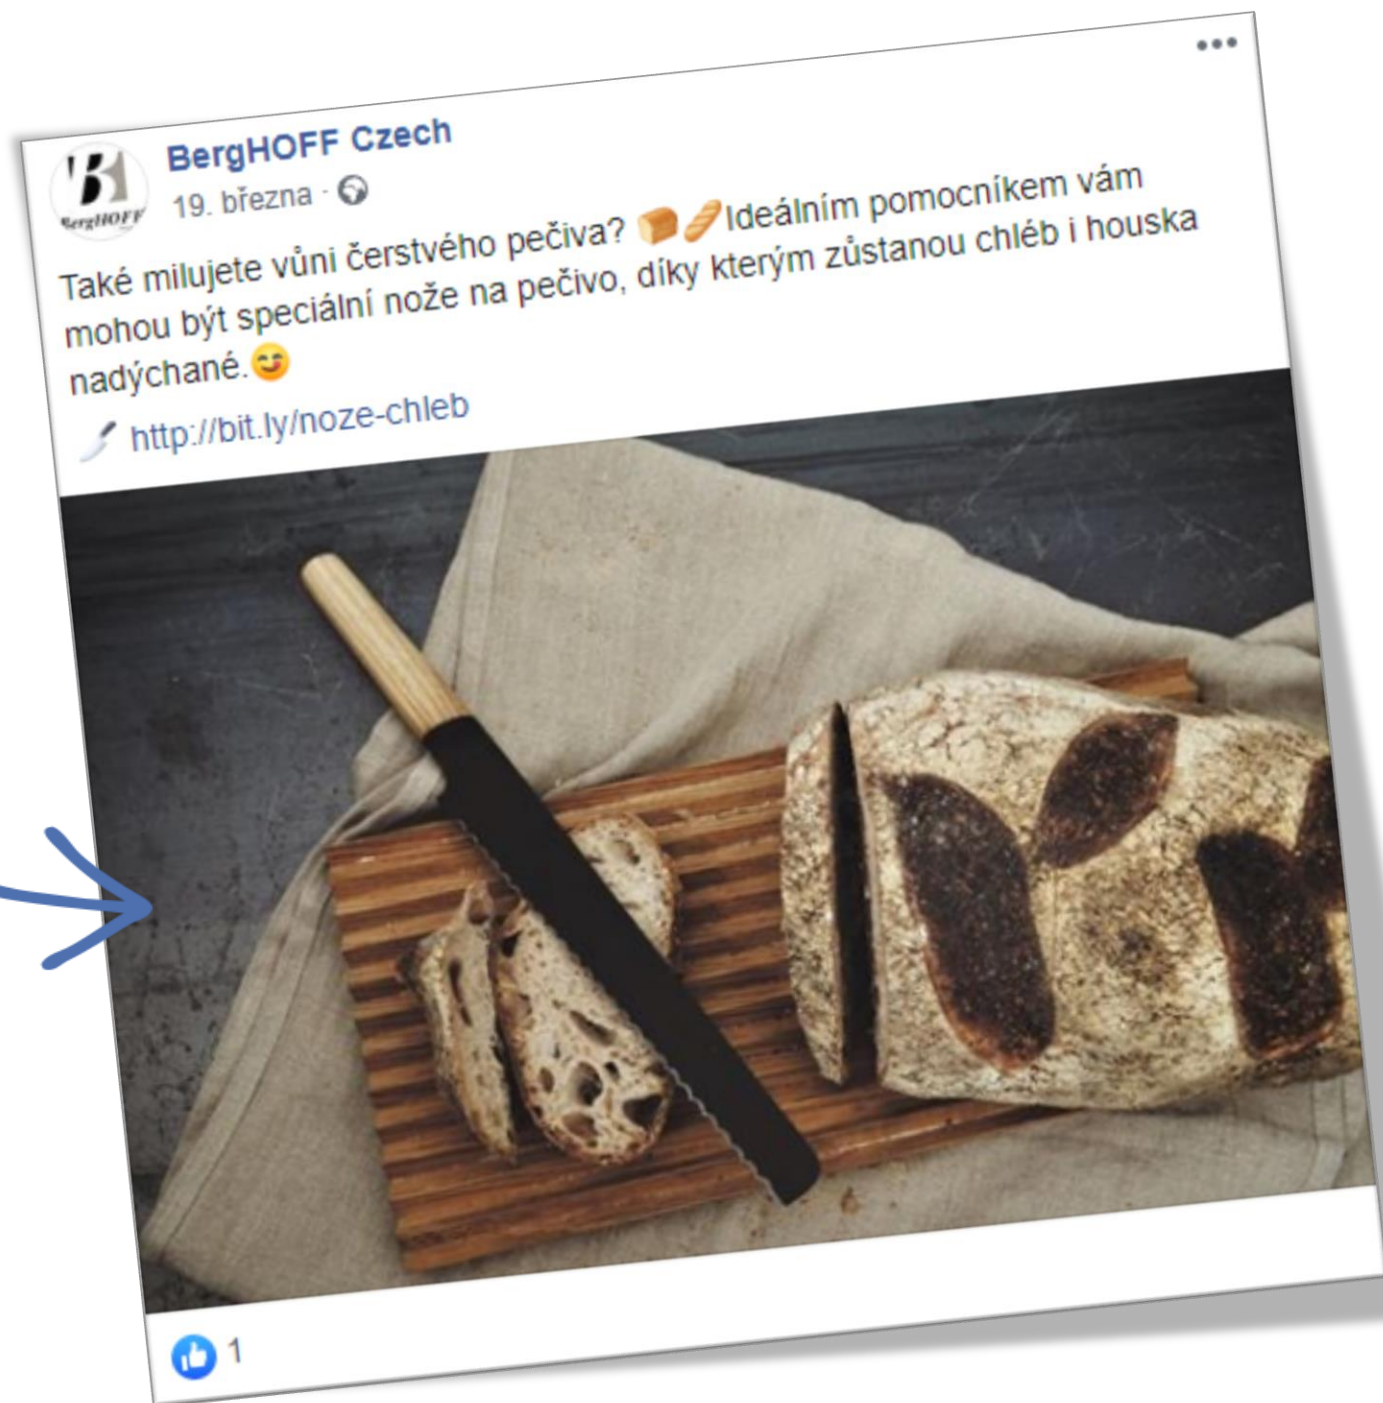 BergHOFF Czech
19. března ·
BergHOFF
Také milujete vůni čerstvého pečiva? 🍞🥖Ideálním pomocníkem vám
mohou být speciální nože na pečivo, díky kterým zůstanou chléb i houska
nadýchané.😋
🔪 http://bit.ly/noze-chleb
1